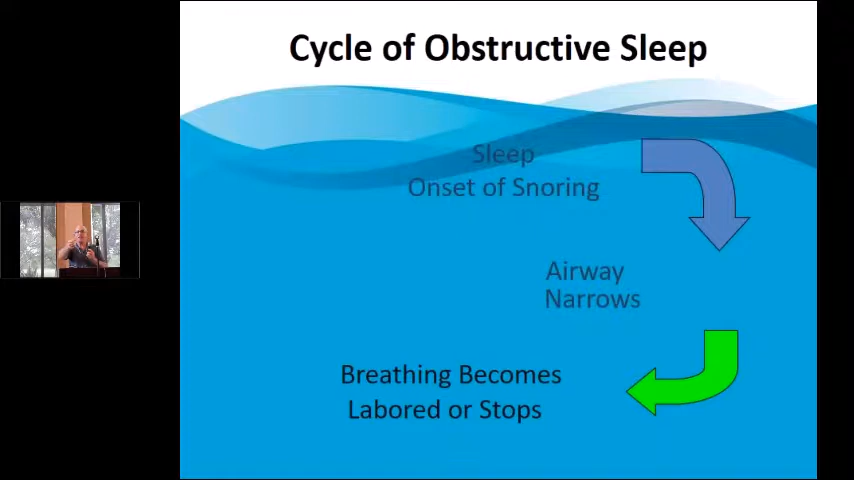 Cycle of Obstructive Sleep
Sleep
Onset of Snoring
Airway
Narrows
Breathing Becomes
Labored or Stops